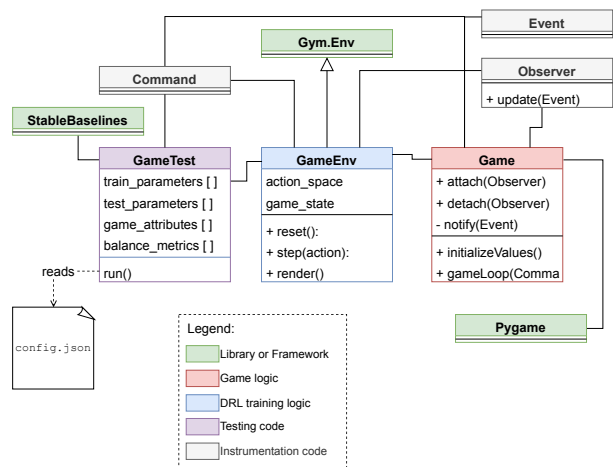 Event
Gym.Env
Command
Observer
+ update(Event)
StableBaselines
GameTest
train_parameters [ ]
test_parameters [ ]
game_attributes [ ]
balance_metrics [ ]
run()
GameEnv
action_space
game_state
+ reset():
+ step(action):
+ render()
Game
+ attach(Observer)
+ detach(Observer)
- notify(Event)
+ initializeValues()
+ gameLoop(Comma
reads
config.json
Pygame
Legend:
Library or Framework
Game logic
DRL training logic
Testing code
Instrumentation code